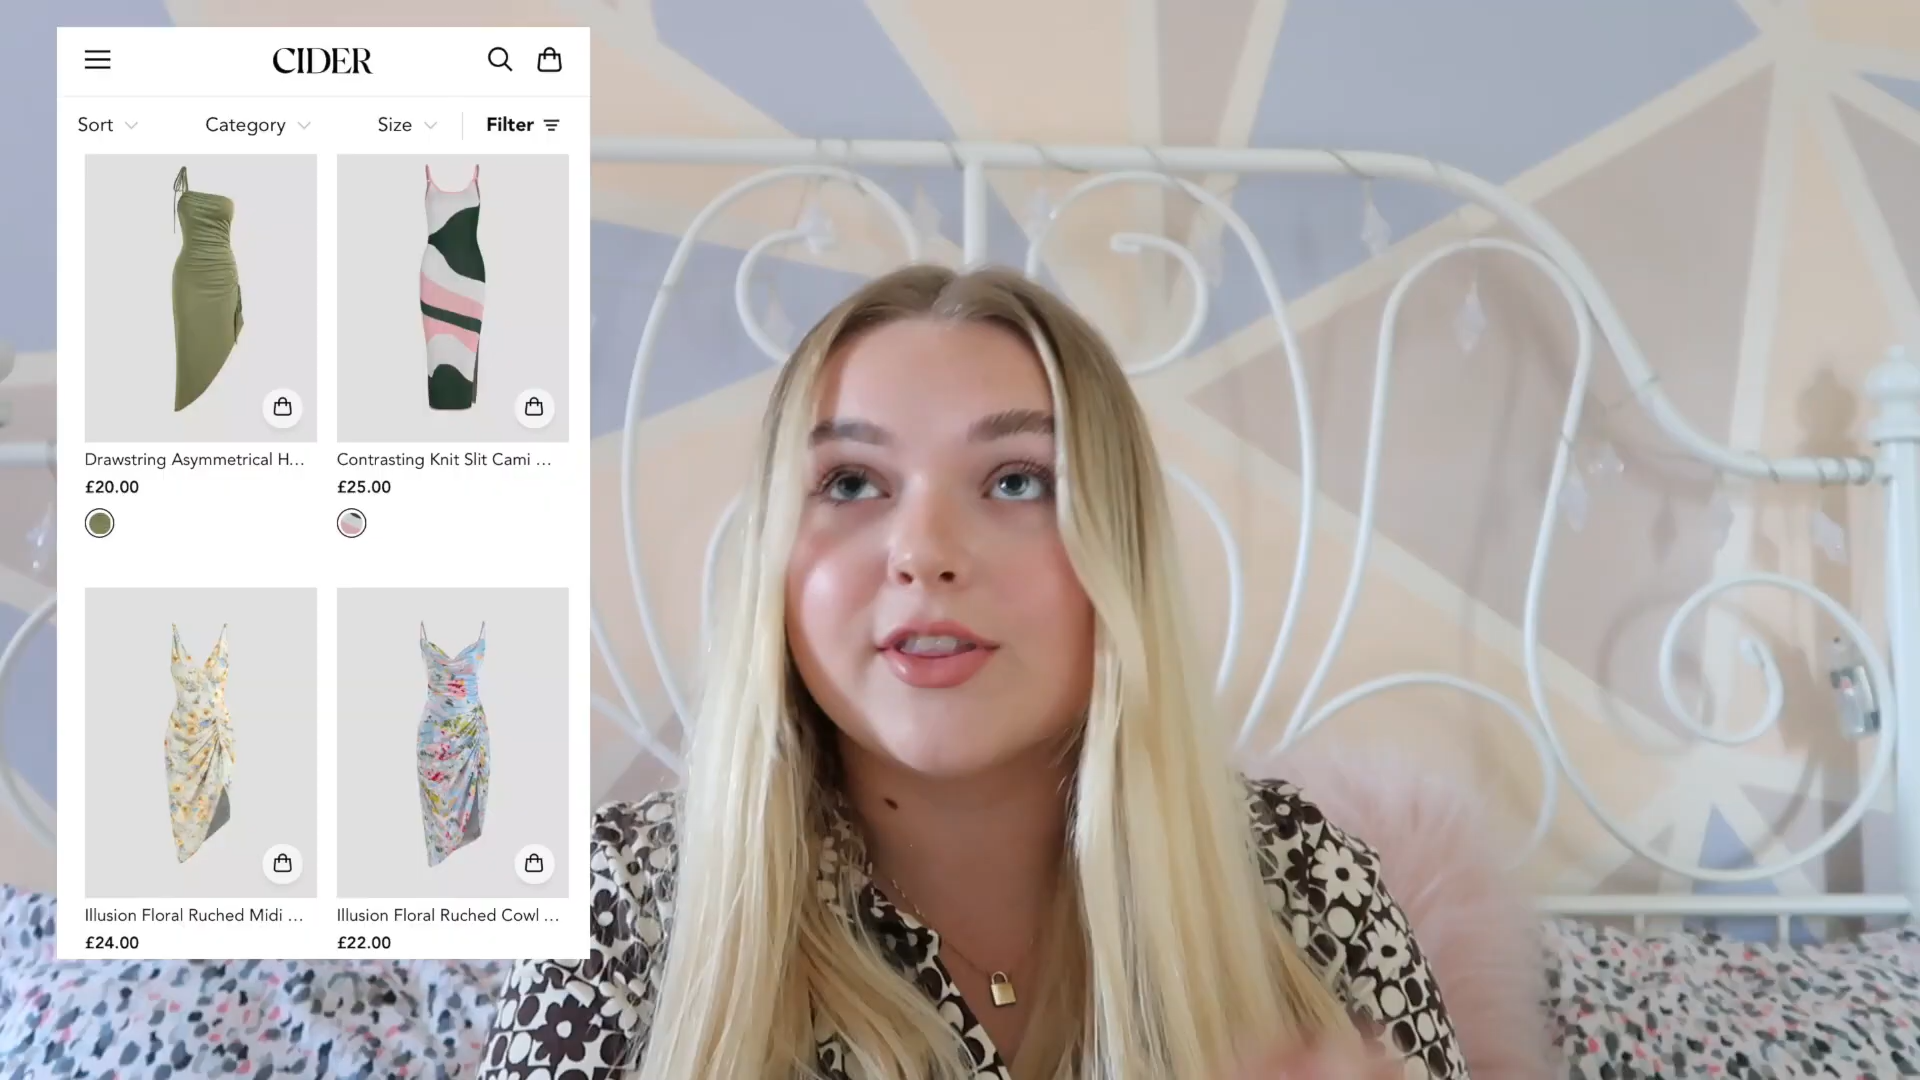 CIDER
Sort Category Size Filter
Drawstring Asymmetrical H...
£20.00
Contrasting Knit Slit Cami ...
£25.00
Illusion Floral Ruched Midi ...
£24.00
Illusion Floral Ruched Cowl ...
£22.00